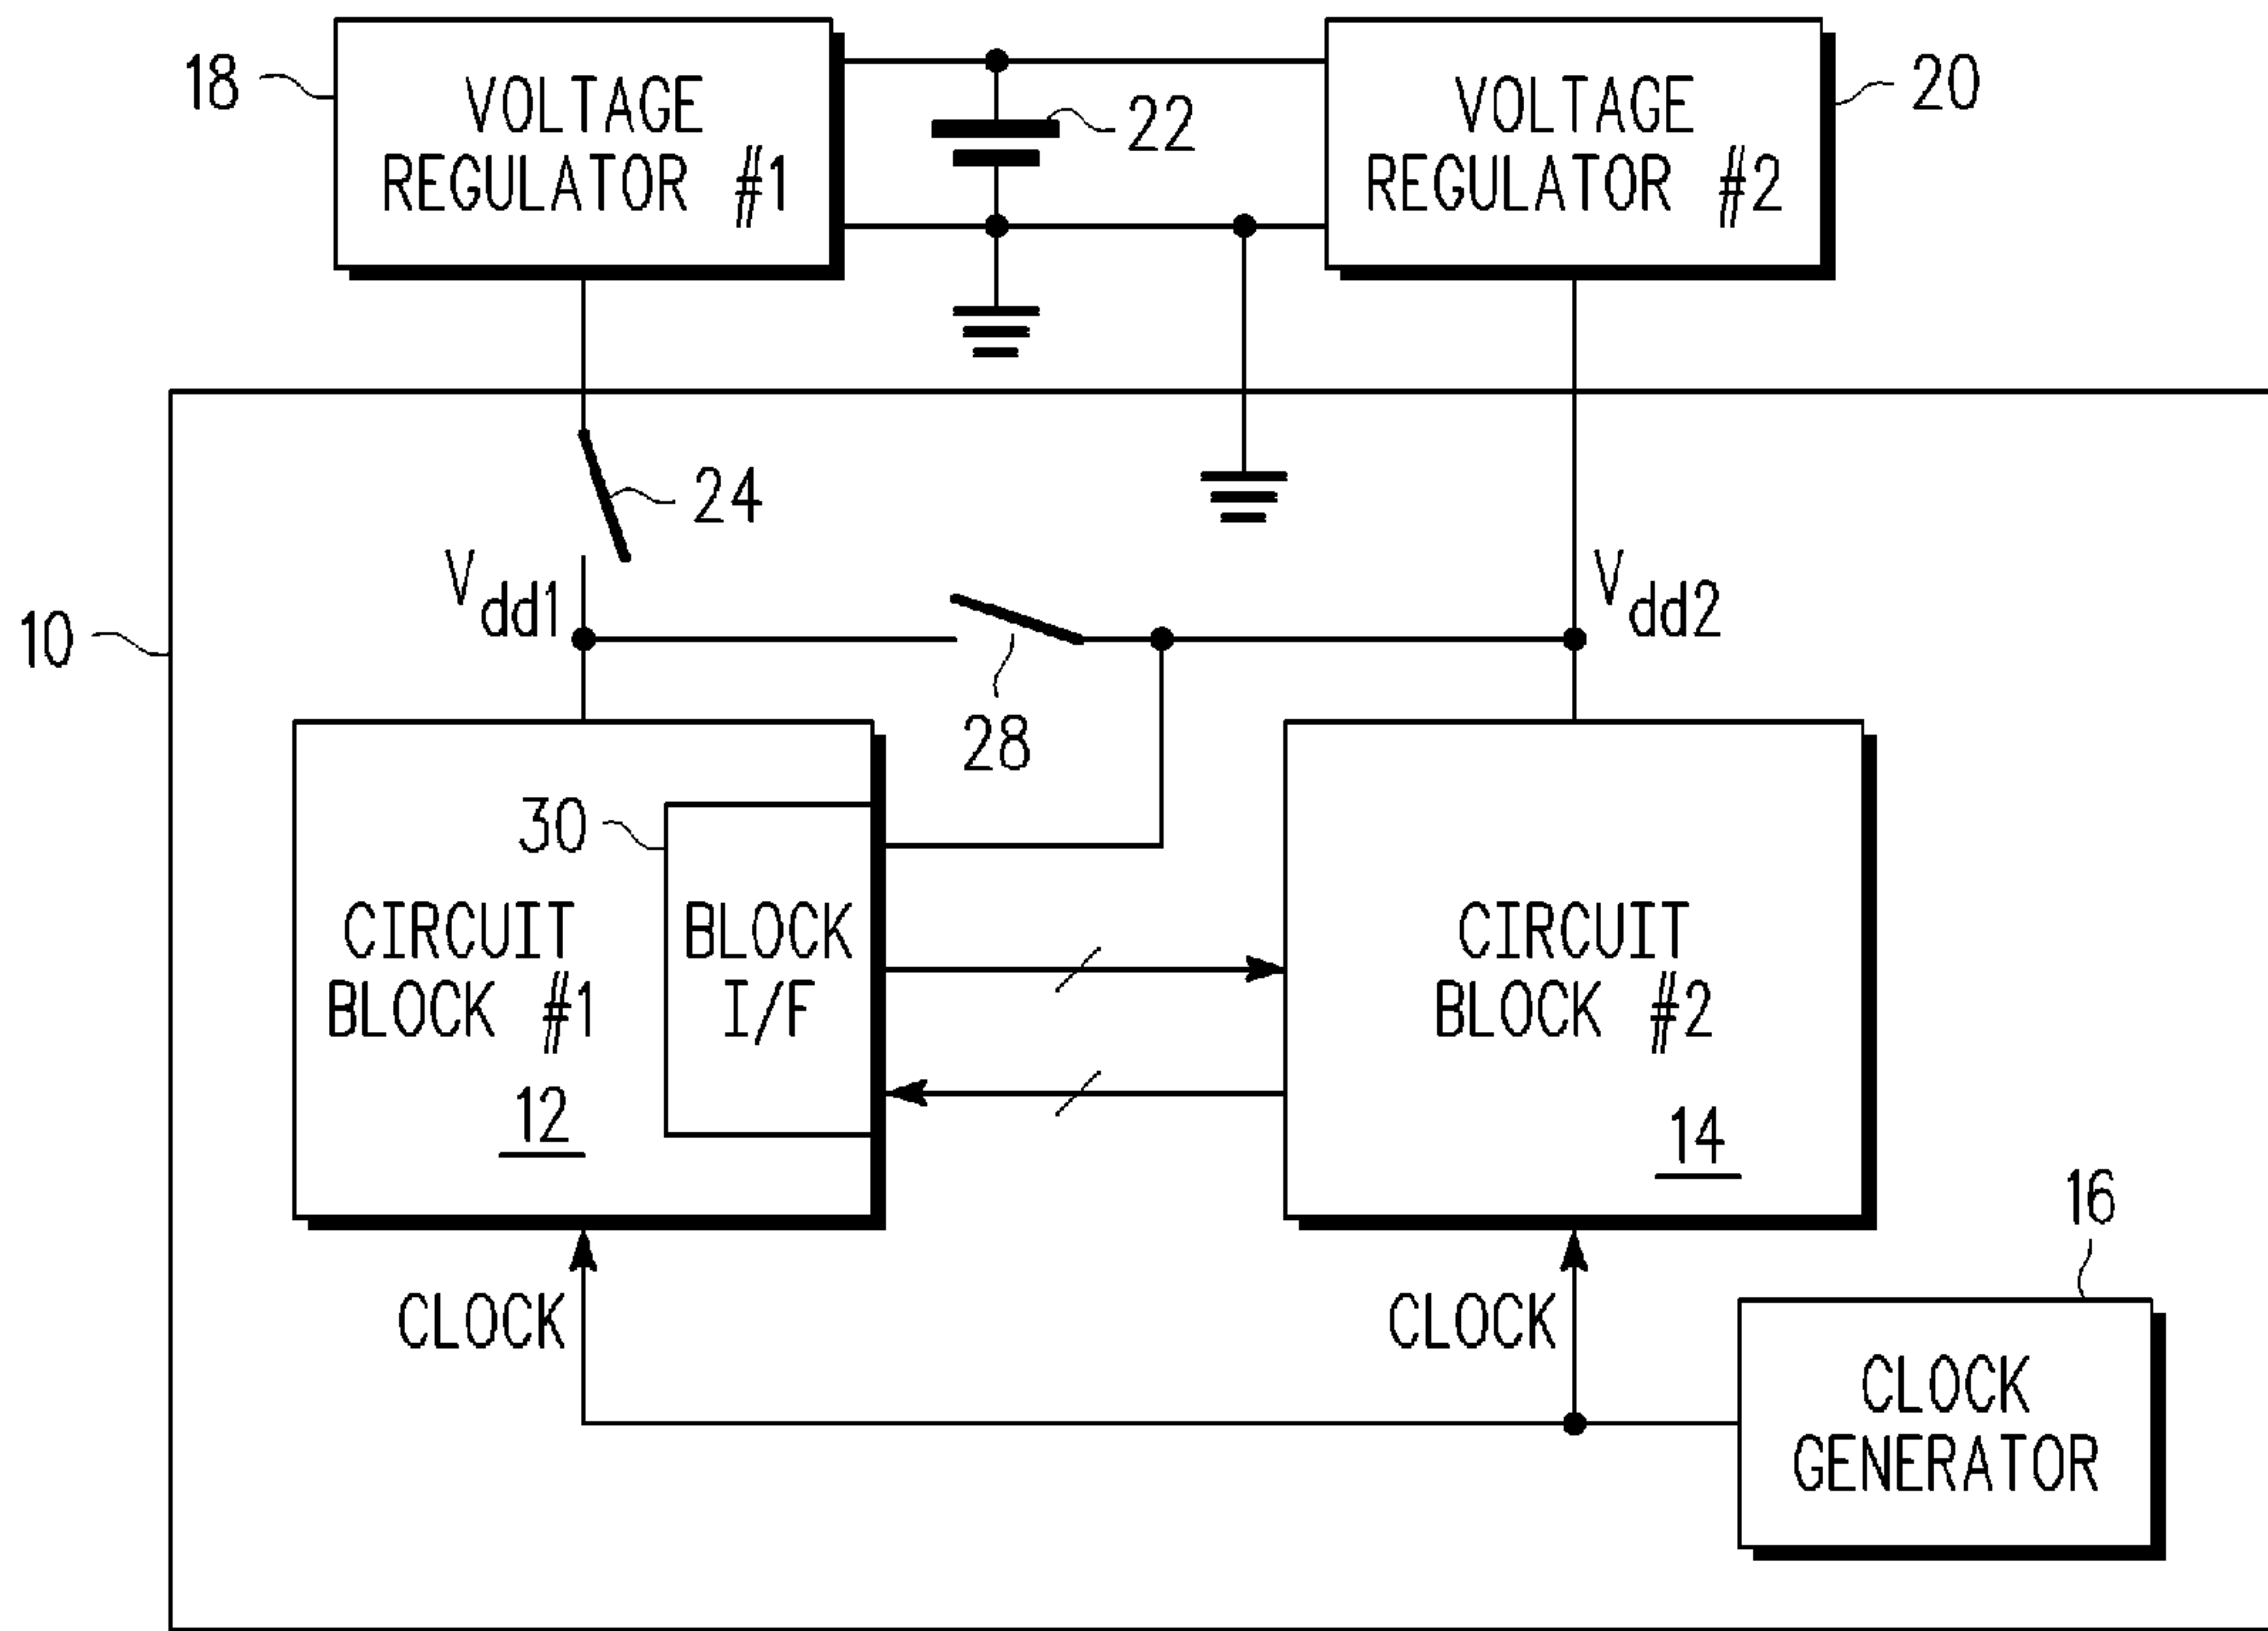 18
VOLTAGE
REGULATOR #1
22
VOLTAGE
REGULATOR #2
20
24
Vdd1
Vdd2
10
28
30
CIRCUIT
BLOCK #1
12
BLOCK
I/F
CIRCUIT
BLOCK #2
14
16
CLOCK
CLOCK
CLOCK
GENERATOR